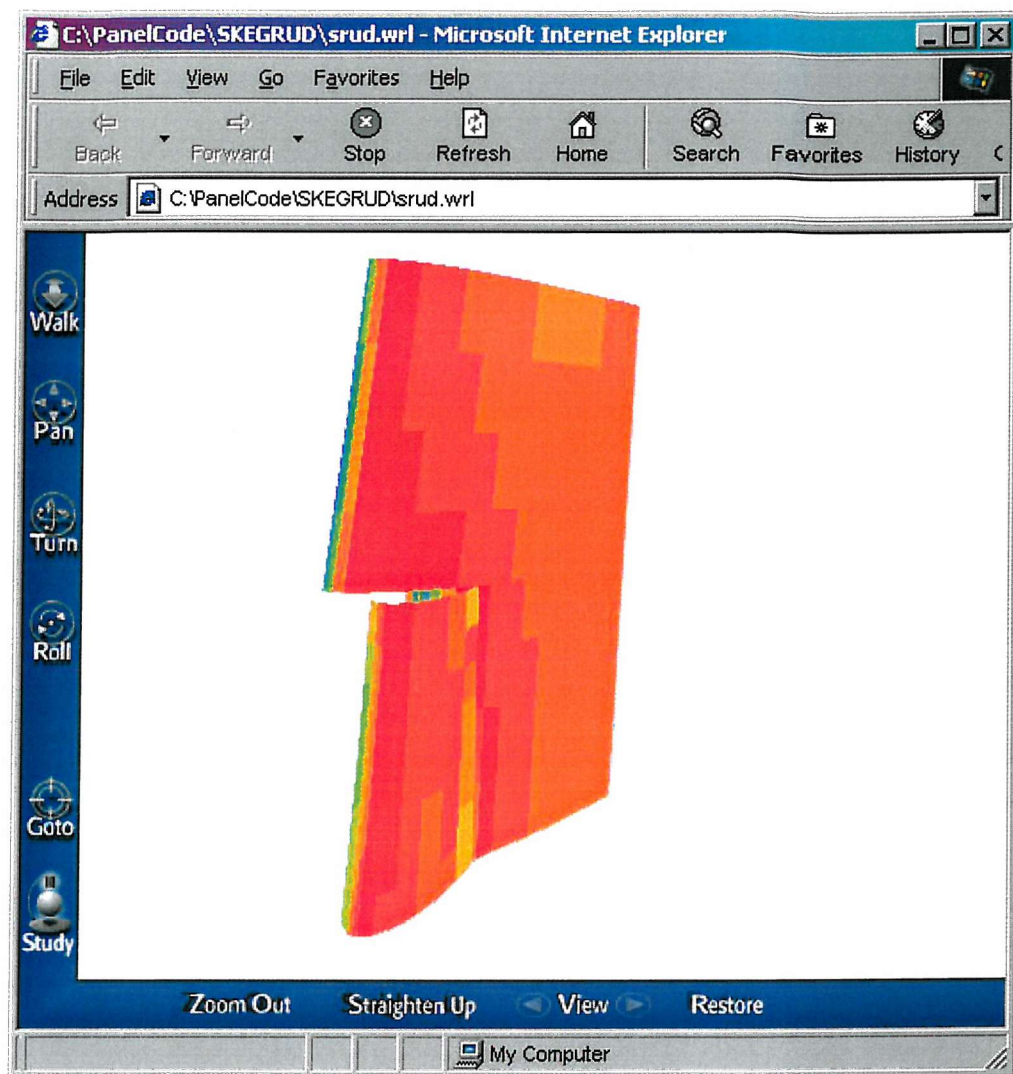 C:\PanelCode\SKEGRUD\srud.wrl - Microsoft Internet Explorer
File Edit View Go Favorites Help
Back Forward Stop Refresh Home Search Favorites History
Address C:\PanelCode\SKEGRUD\srud.wrl
Walk
Pan
Turn
Roll
Goto
Study
Zoom Out Straighten Up View Restore
My Computer